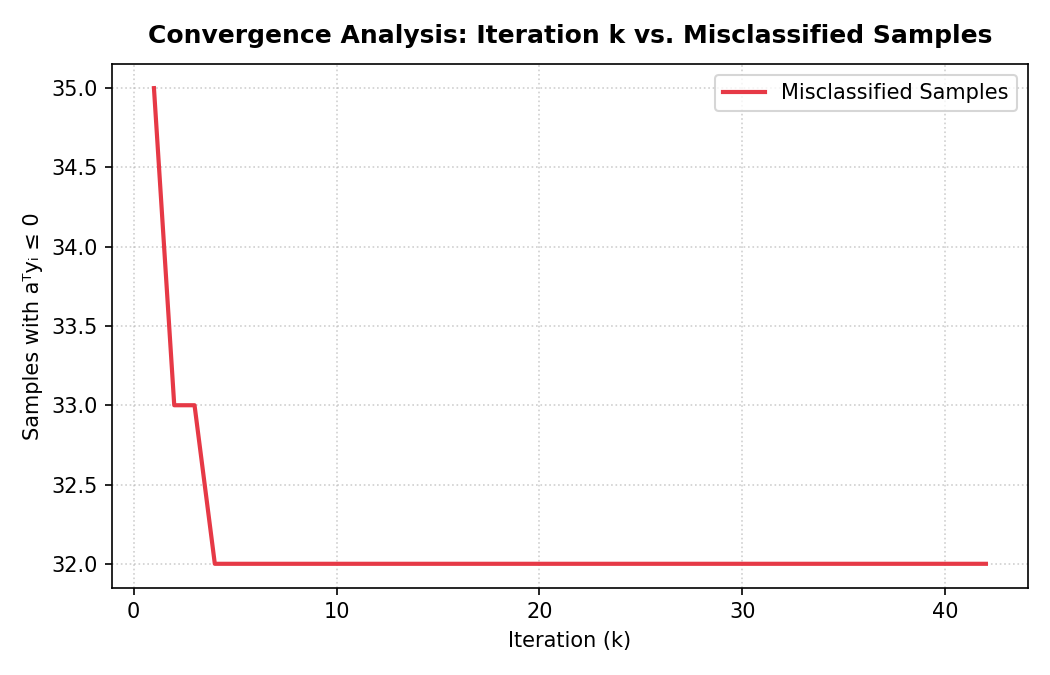 Convergence Analysis: Iteration k vs. Misclassified Samples
Misclassified Samples
Samples with aᵀyᵢ ≤ 0
35.0
34.5
34.0
33.5
33.0
32.5
32.0
0 10 20 30 40
Iteration (k)